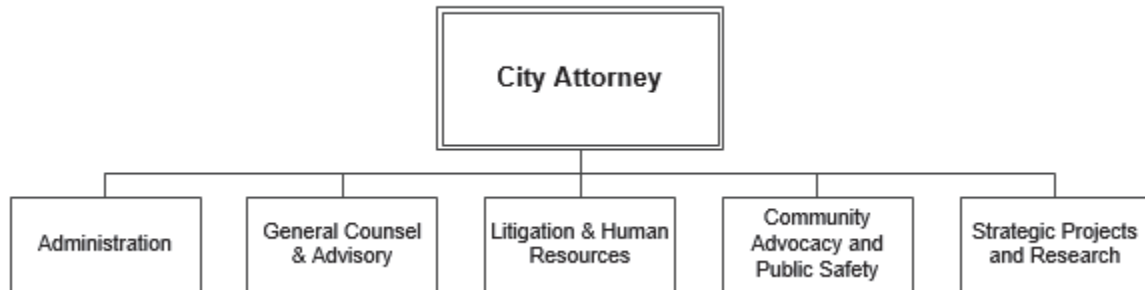 City Attorney
Administration
General Counsel
& Advisory
Litigation & Human
Resources
Community
Advocacy and
Public Safety
Strategic Projects
and Research